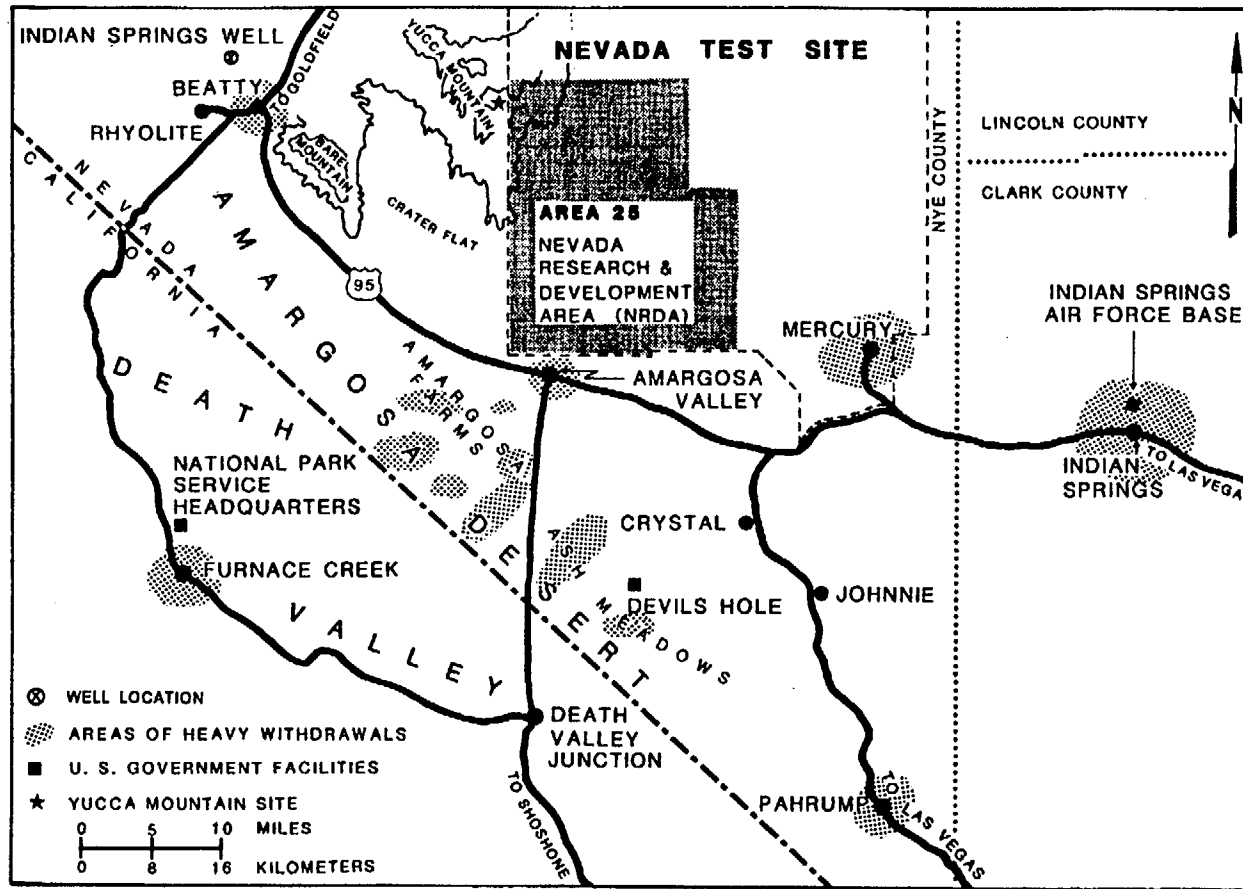 INDIAN SPRINGS WELL
BEATTY
RHYOLITE
TO GOLDFIELD
BARE
MOUNTAIN
YUCCA
MOUNTAIN
CRATER FLAT
NEVADA TEST SITE
AREA 25
NEVADA
RESEARCH &
DEVELOPMENT
AREA (NRDA)
NYE COUNTY
LINCOLN COUNTY
CLARK COUNTY
N
NEVADA
CALIFORNIA
95
AMARGOSA DESERT
AMARGOSA
FARMS
AMARGOSA
VALLEY
MERCURY
INDIAN SPRINGS
AIR FORCE BASE
INDIAN
SPRINGS
TO LAS VEGAS
DEATH VALLEY
NATIONAL PARK
SERVICE
HEADQUARTERS
FURNACE CREEK
CRYSTAL
JOHNNIE
ASH MEADOWS
DEVILS HOLE
DEATH
VALLEY
JUNCTION
TO SHOSHONE
PAHRUMP
TO LAS VEGAS
WELL LOCATION
AREAS OF HEAVY WITHDRAWALS
U. S. GOVERNMENT FACILITIES
YUCCA MOUNTAIN SITE
0 5 10 MILES
0 8 16 KILOMETERS